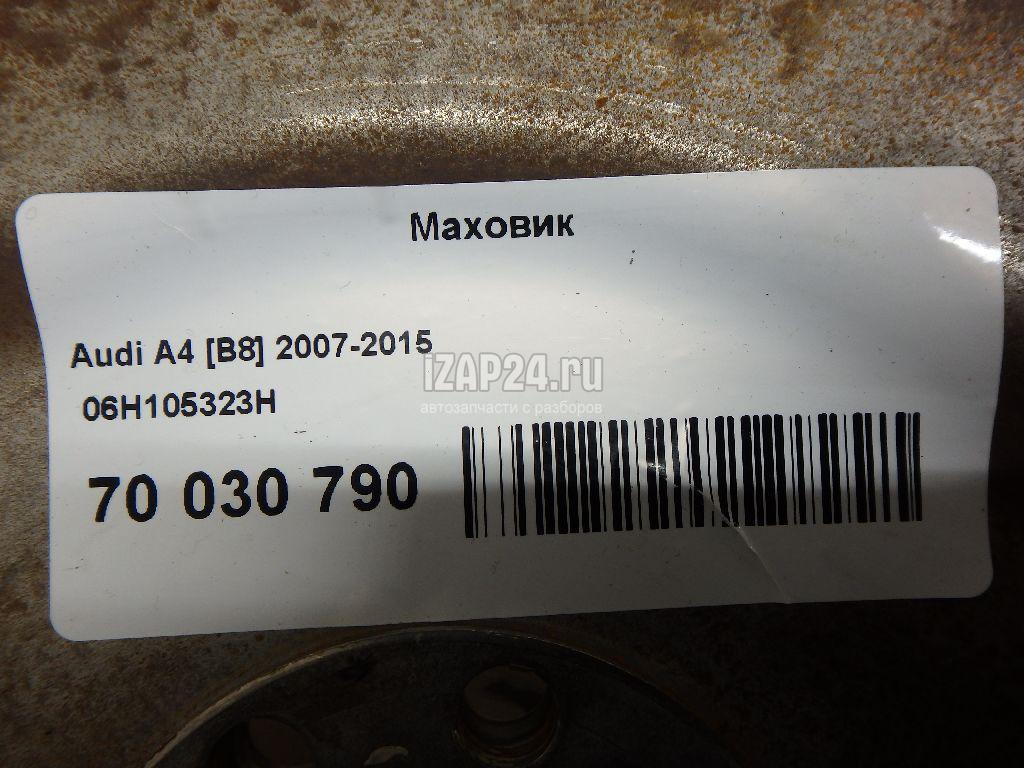 Маховик
Audi A4 [B8] 2007-2015
iZAP24.ru
06H105323H
автозапчасти с разборов
70 030 790